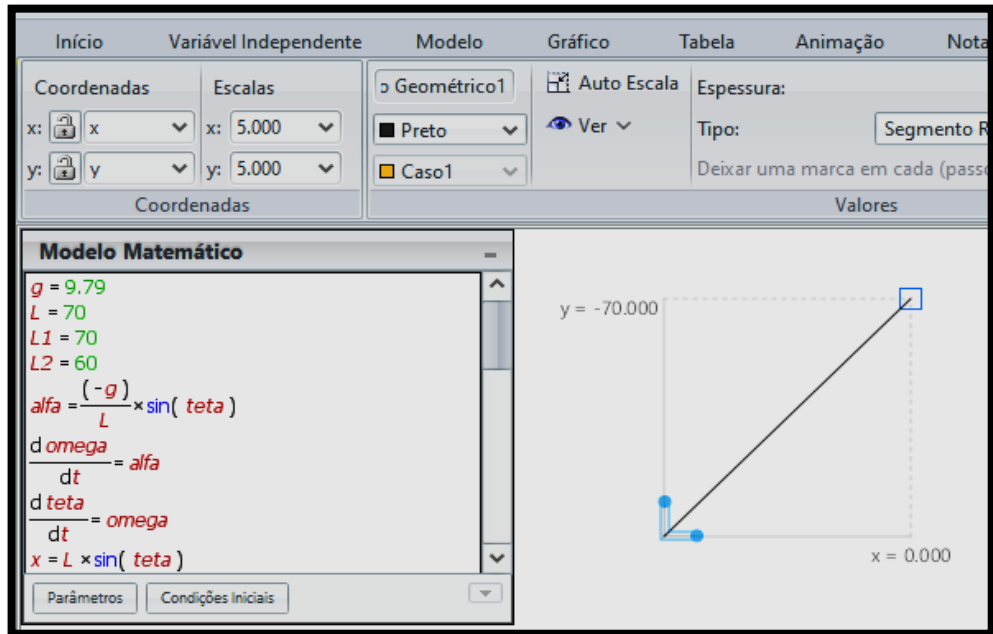 Início Variável Independente Modelo Gráfico Tabela Animação Nota
Coordenadas Escalas
x: x x: 5.000
y: y y: 5.000
Coordenadas
Geométrico1
Preto
Caso1
Auto Escala
Ver
Espessura:
Tipo: Segmento R
Deixar uma marca em cada (passo
Valores
Modelo Matemático
g = 9.79
L = 70
L1 = 70
L2 = 60
alfa = (-g) / L × sin( teta )
d omega / dt = alfa
d teta / dt = omega
x = L × sin( teta )
Parâmetros Condições Iniciais
y = -70.000
x = 0.000